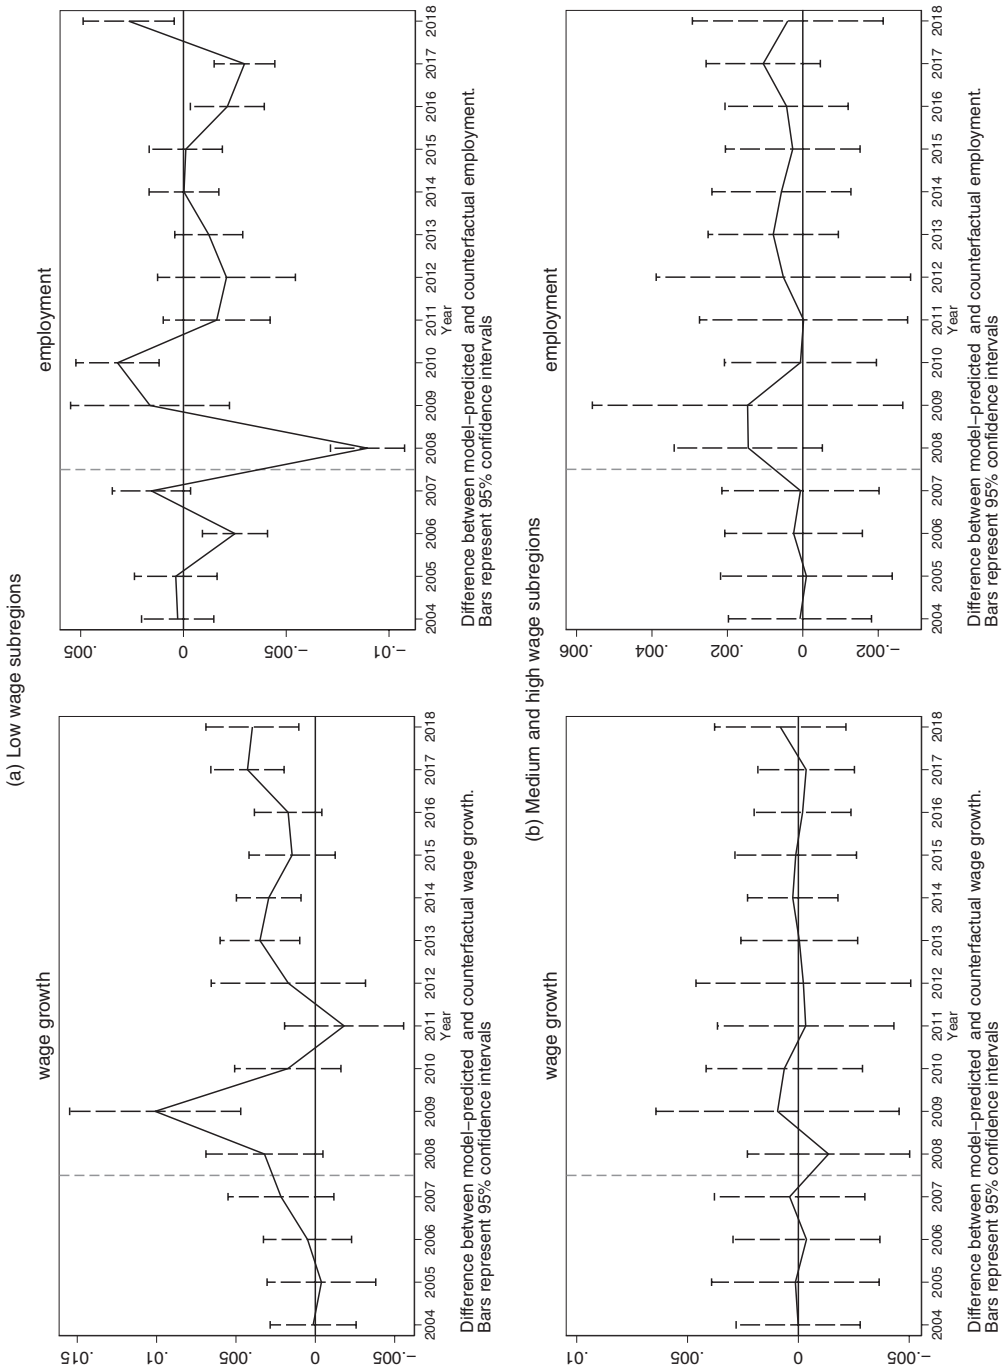 (a) Low wage subregions
wage growth
.015
.01
.005
0
-.005
2004 2005 2006 2007 2008 2009 2010 2011 2012 2013 2014 2015 2016 2017 2018
Year
Difference between model-predicted and counterfactual wage growth.
Bars represent 95% confidence intervals
employment
.005
0
-.005
-.01
2004 2005 2006 2007 2008 2009 2010 2011 2012 2013 2014 2015 2016 2017 2018
Year
Difference between model-predicted and counterfactual employment.
Bars represent 95% confidence intervals
(b) Medium and high wage subregions
wage growth
.01
.005
0
-.005
2004 2005 2006 2007 2008 2009 2010 2011 2012 2013 2014 2015 2016 2017 2018
Year
Difference between model-predicted and counterfactual wage growth.
Bars represent 95% confidence intervals
employment
.006
.004
.002
0
-.002
2004 2005 2006 2007 2008 2009 2010 2011 2012 2013 2014 2015 2016 2017 2018
Year
Difference between model-predicted and counterfactual employment.
Bars represent 95% confidence intervals